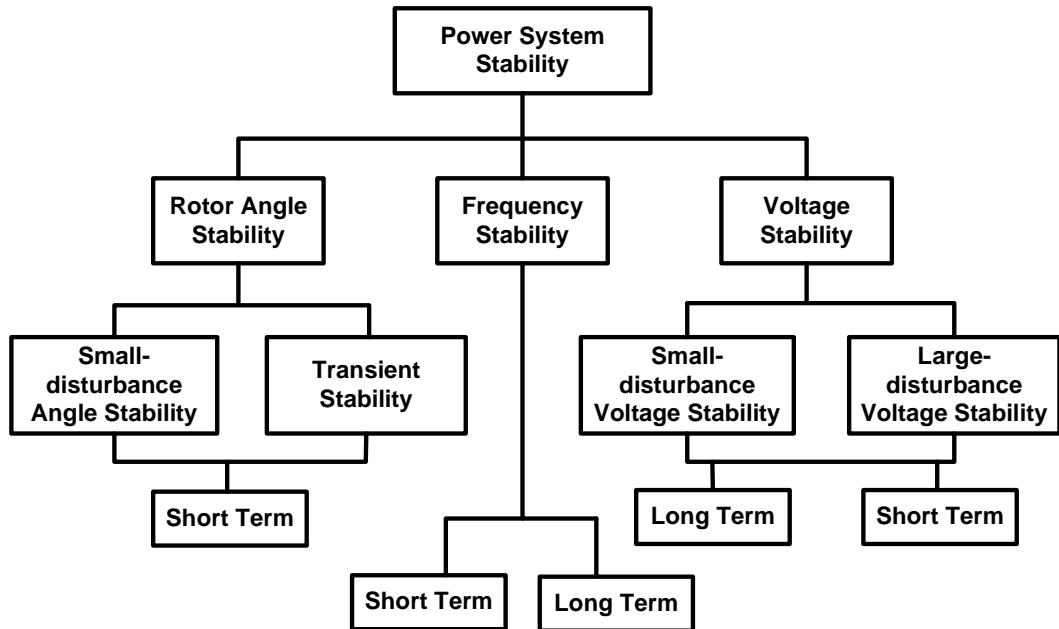 Power System
Stability
Rotor Angle
Stability
Frequency
Stability
Voltage
Stability
Small-
disturbance
Angle Stability
Transient
Stability
Small-
disturbance
Voltage Stability
Large-
disturbance
Voltage Stability
Short Term
Long Term
Short Term
Short Term
Long Term